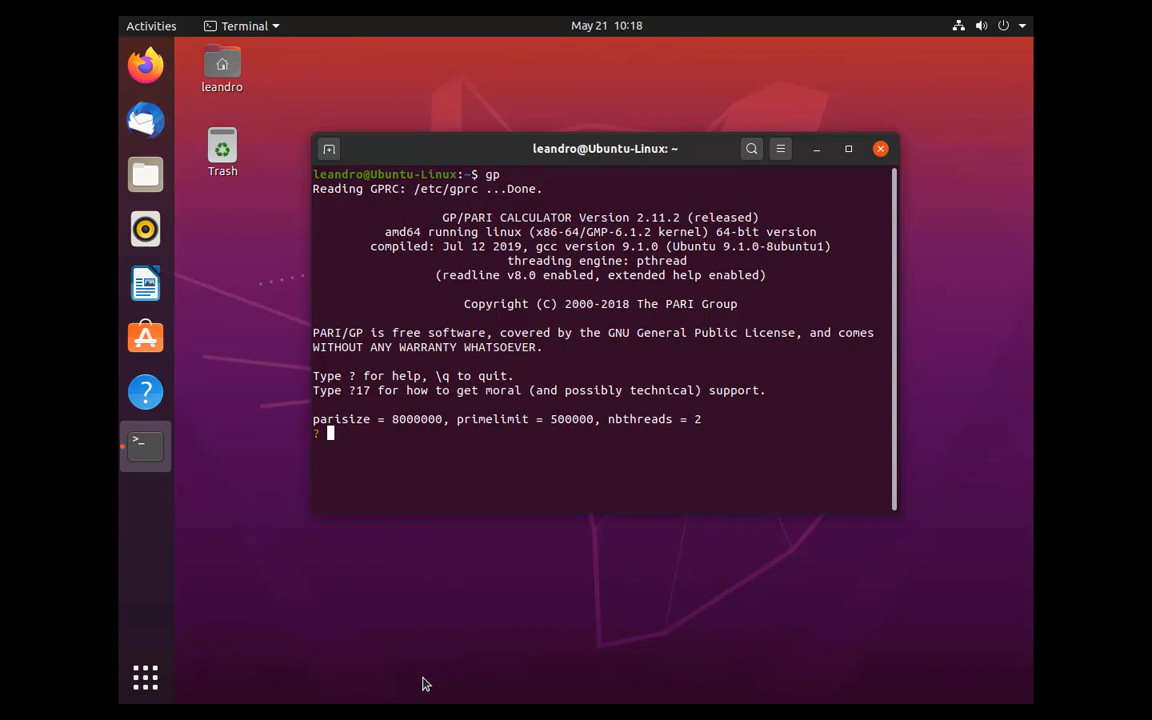 Activities
Terminal
May 21 10:18
leandro
Trash
leandro@Ubuntu-Linux: ~
leandro@Ubuntu-Linux:~$ gp
Reading GPRC: /etc/gprc ...Done.
GP/PARI CALCULATOR Version 2.11.2 (released)
amd64 running linux (x86-64/GMP-6.1.2 kernel) 64-bit version
compiled: Jul 12 2019, gcc version 9.1.0 (Ubuntu 9.1.0-8ubuntu1)
threading engine: pthread
(readline v8.0 enabled, extended help enabled)
Copyright (C) 2000-2018 The PARI Group
PARI/GP is free software, covered by the GNU General Public License, and comes
WITHOUT ANY WARRANTY WHATSOEVER.
Type ? for help, \q to quit.
Type ?17 for how to get moral (and possibly technical) support.
parisize = 8000000, primelimit = 500000, nbthreads = 2
?